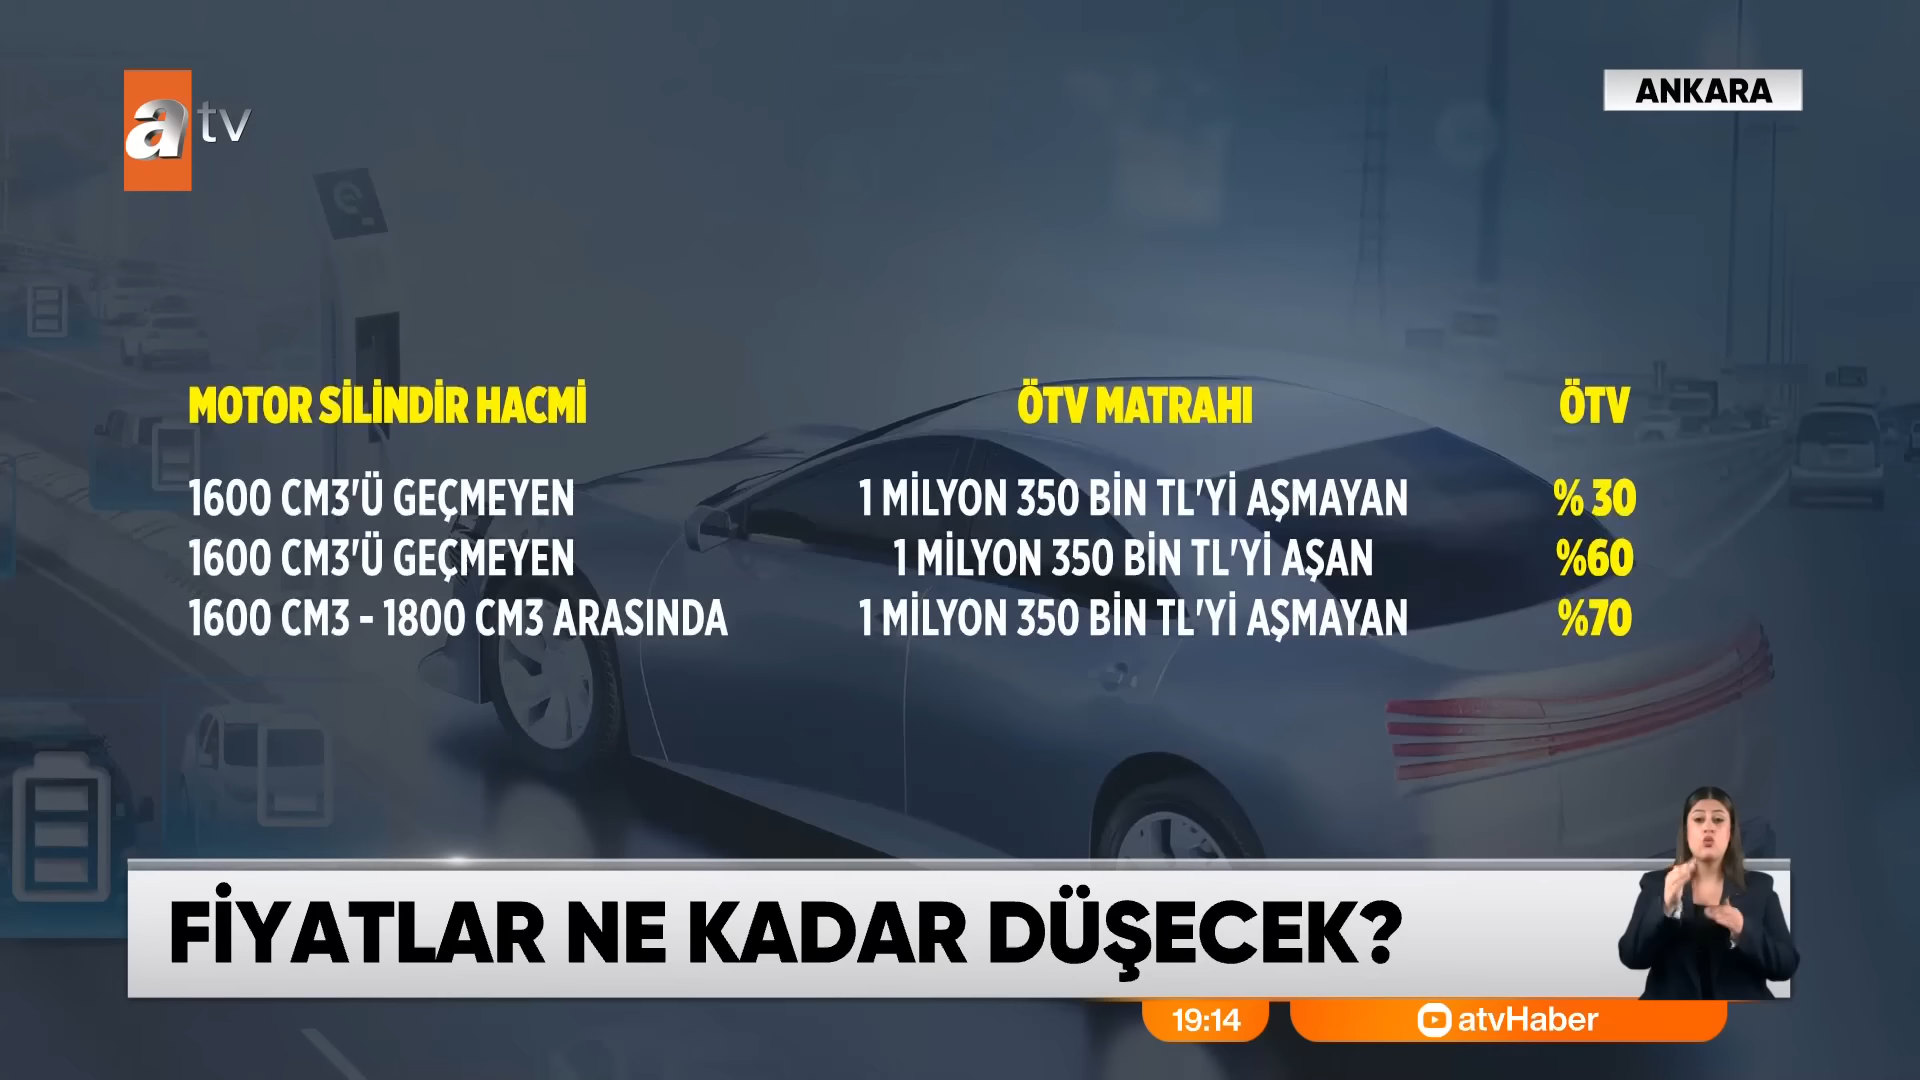 atv
ANKARA
MOTOR SİLİNDİR HACMİ ÖTV MATRAHI ÖTV
1600 CM3'Ü GEÇMEYEN 1 MİLYON 350 BİN TL'Yİ AŞMAYAN % 30
1600 CM3'Ü GEÇMEYEN 1 MİLYON 350 BİN TL'Yİ AŞAN %60
1600 CM3 - 1800 CM3 ARASINDA 1 MİLYON 350 BİN TL'Yİ AŞMAYAN %70
FİYATLAR NE KADAR DÜŞECEK?
19:14 atvHaber